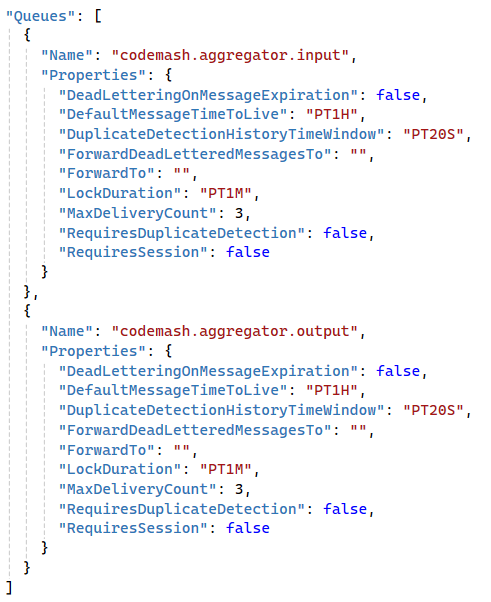 "Queues": [
  {
    "Name": "codemash.aggregator.input",
    "Properties": {
      "DeadLetteringOnMessageExpiration": false,
      "DefaultMessageTimeToLive": "PT1H",
      "DuplicateDetectionHistoryTimeWindow": "PT20S",
      "ForwardDeadLetteredMessagesTo": "",
      "ForwardTo": "",
      "LockDuration": "PT1M",
      "MaxDeliveryCount": 3,
      "RequiresDuplicateDetection": false,
      "RequiresSession": false
    }
  },
  {
    "Name": "codemash.aggregator.output",
    "Properties": {
      "DeadLetteringOnMessageExpiration": false,
      "DefaultMessageTimeToLive": "PT1H",
      "DuplicateDetectionHistoryTimeWindow": "PT20S",
      "ForwardDeadLetteredMessagesTo": "",
      "ForwardTo": "",
      "LockDuration": "PT1M",
      "MaxDeliveryCount": 3,
      "RequiresDuplicateDetection": false,
      "RequiresSession": false
    }
  }
]